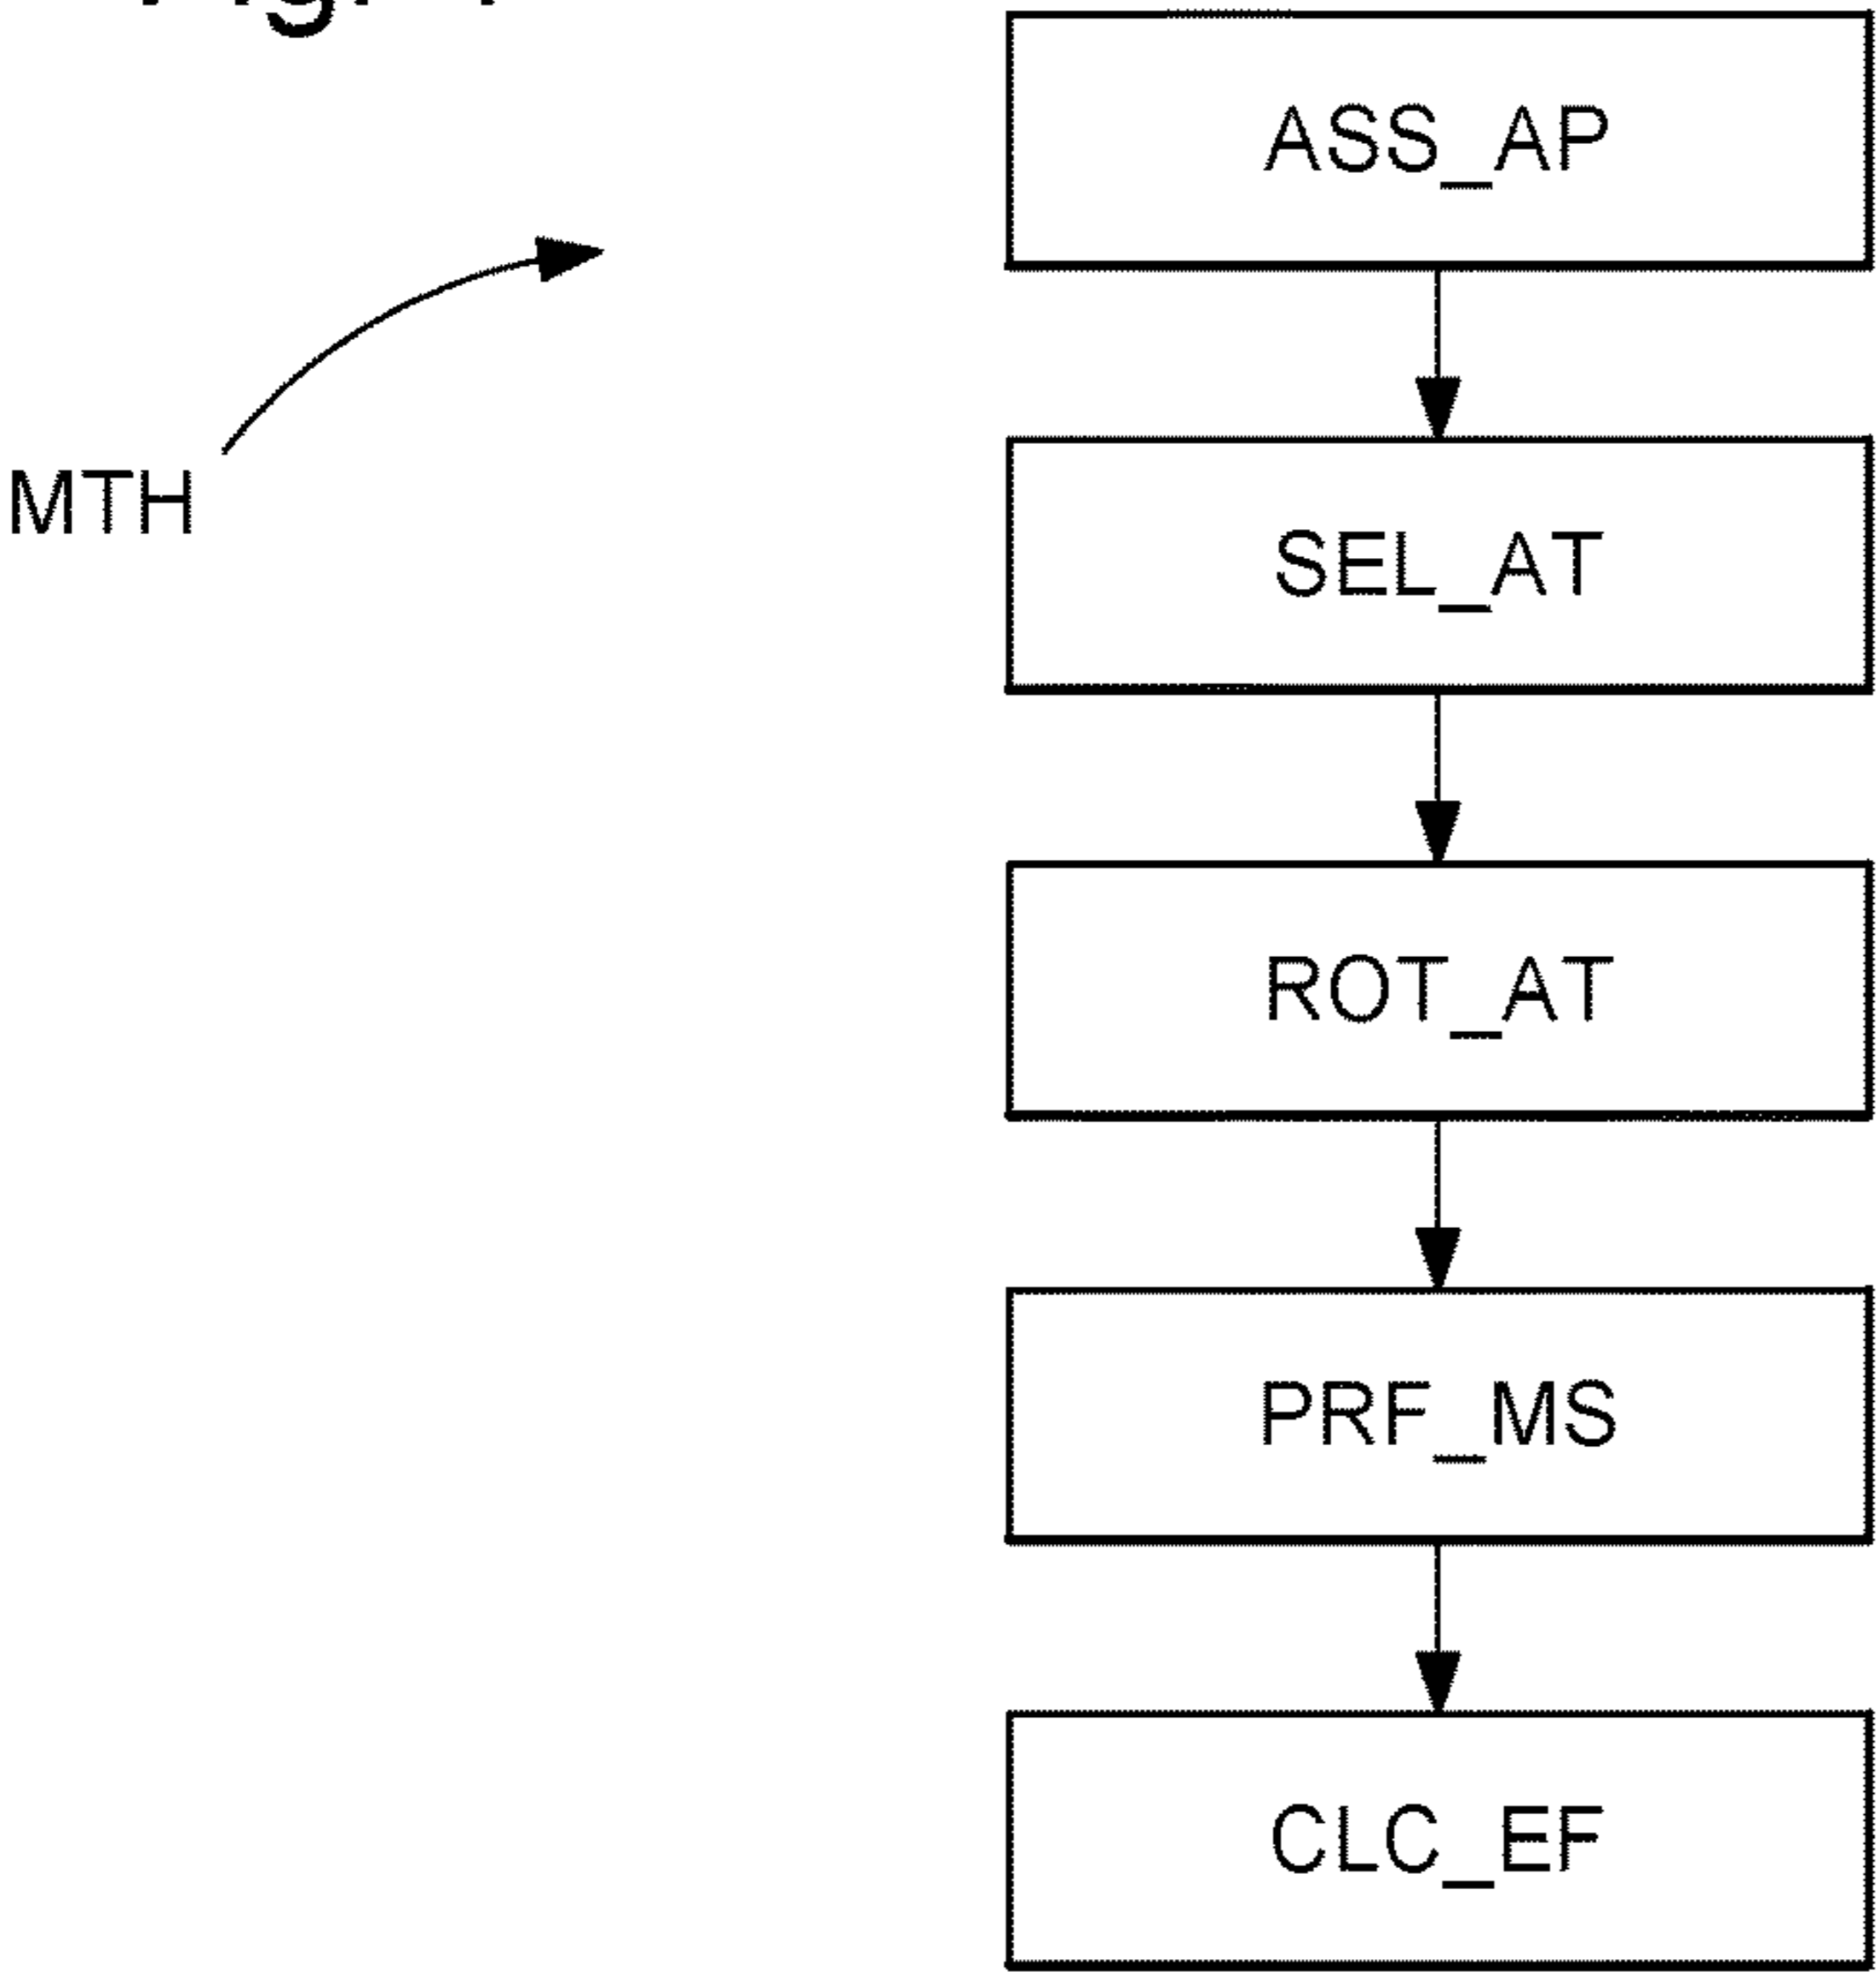 ASS_AP
MTH
SEL_AT
ROT_AT
PRF_MS
CLC_EF